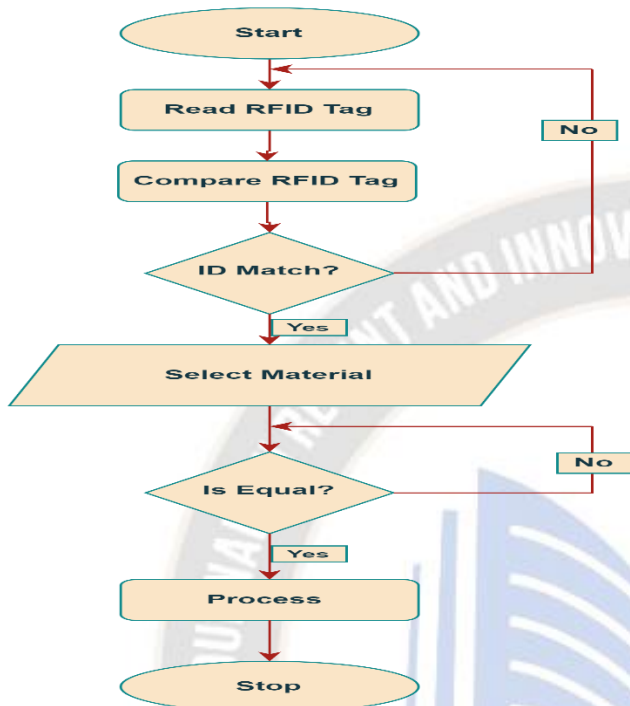 Start
Read RFID Tag
No
Compare RFID Tag
ID Match?
Yes
Select Material
Is Equal?
No
Yes
Process
Stop
AND